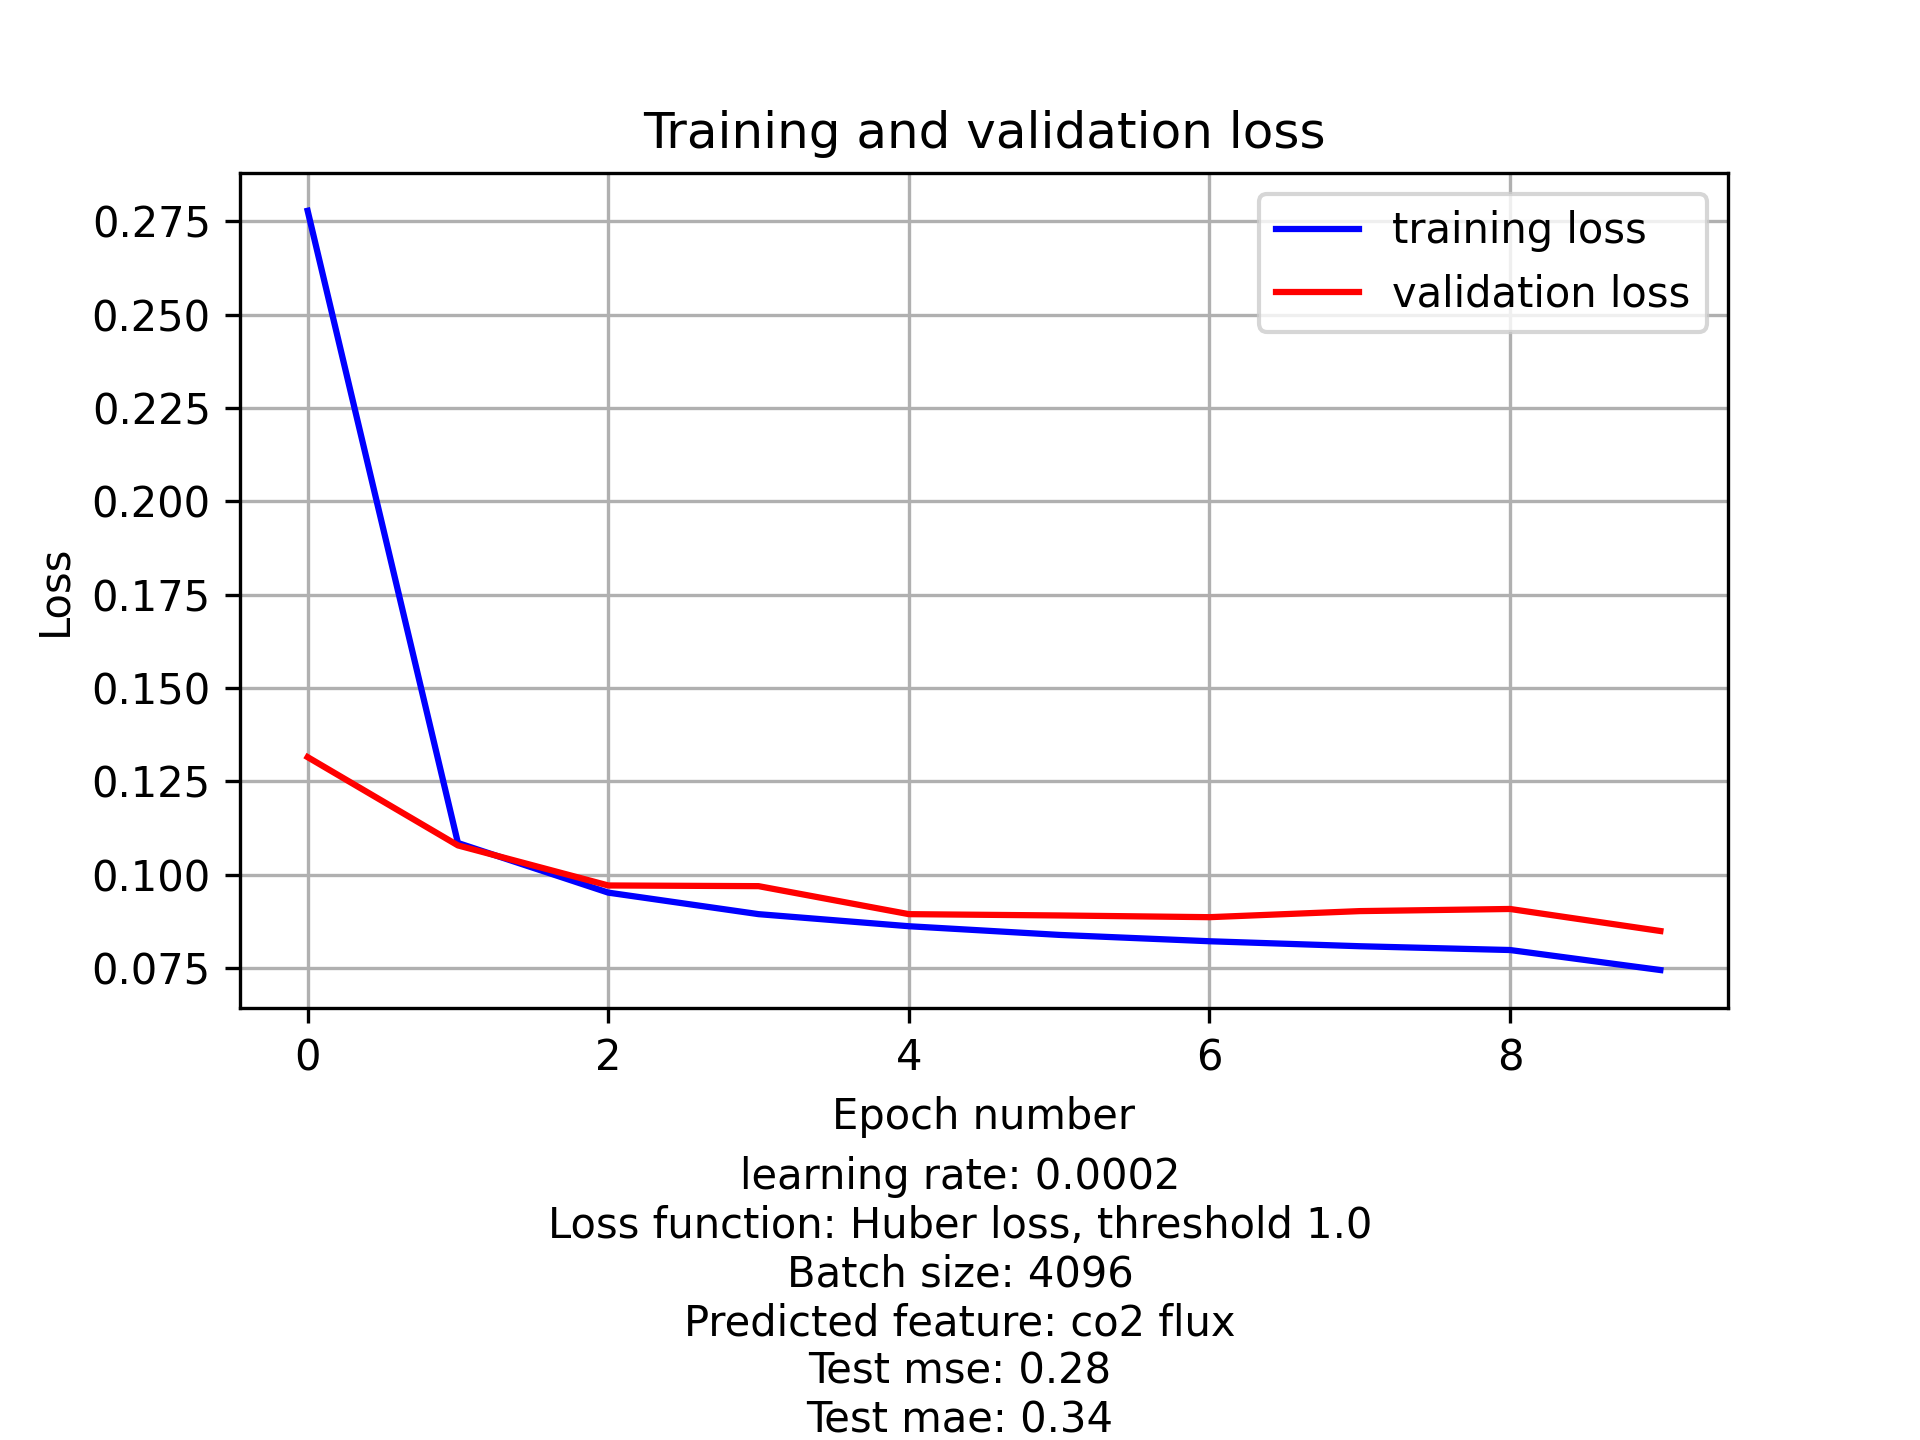 Training and validation loss
training loss
validation loss
0.275
0.250
0.225
0.200
0.175
0.150
0.125
0.100
0.075
Loss
0 2 4 6 8
Epoch number
learning rate: 0.0002
Loss function: Huber loss, threshold 1.0
Batch size: 4096
Predicted feature: co2 flux
Test mse: 0.28
Test mae: 0.34